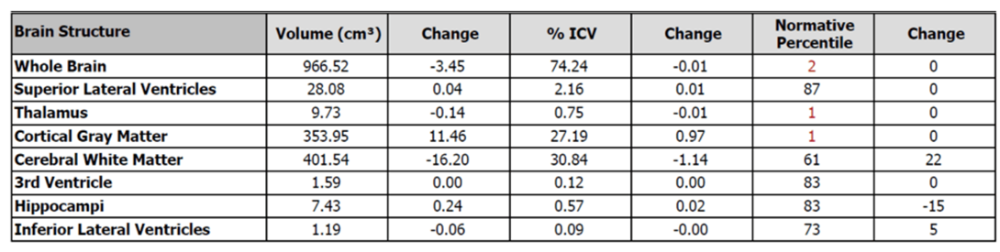 Brain Structure Volume (cm³) Change % ICV Change Normative Percentile Change
Whole Brain 966.52 -3.45 74.24 -0.01 2 0
Superior Lateral Ventricles 28.08 0.04 2.16 0.01 87 0
Thalamus 9.73 -0.14 0.75 -0.01 1 0
Cortical Gray Matter 353.95 11.46 27.19 0.97 1 0
Cerebral White Matter 401.54 -16.20 30.84 -1.14 61 22
3rd Ventricle 1.59 0.00 0.12 0.00 83 0
Hippocampi 7.43 0.24 0.57 0.02 83 -15
Inferior Lateral Ventricles 1.19 -0.06 0.09 -0.00 73 5